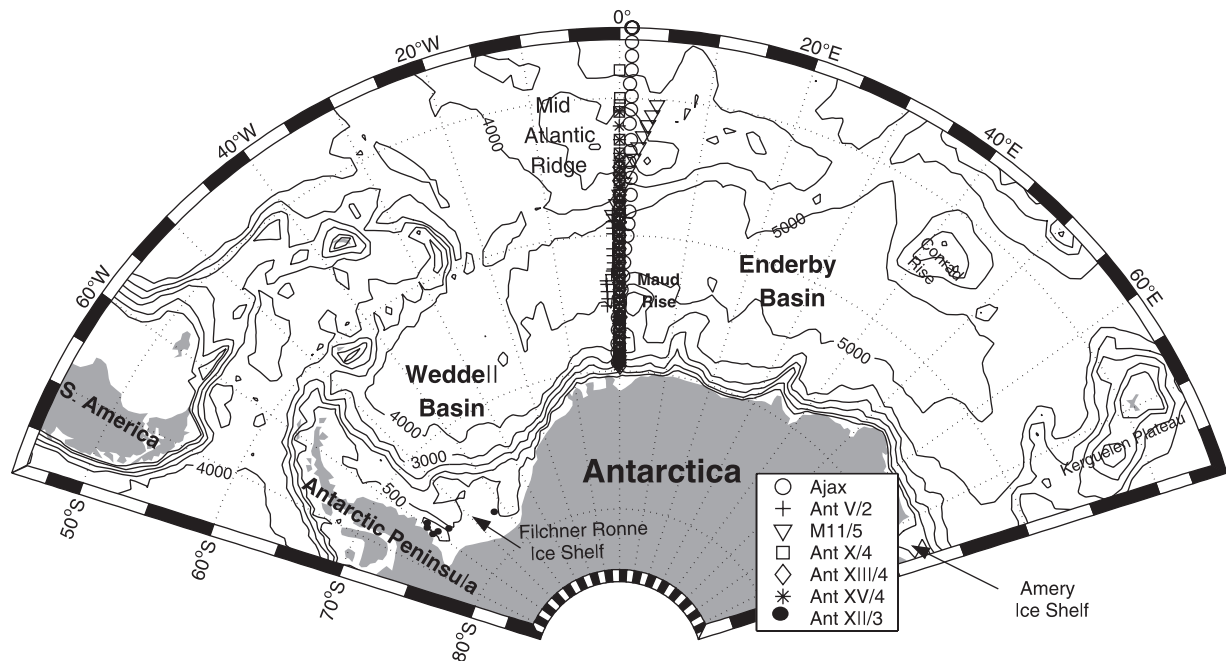 0°
20°W
20°E
40°W
40°E
60°W
60°E
Mid
Atlantic
Ridge
4000
0
5000
Conrad
Rise
Enderby
Basin
Maud
Rise
5000
Weddell
Basin
4000
3000
S. America
4000
500
Kerguelen Plateau
Antarctica
Antarctic Peninsula
Filchner Ronne
Ice Shelf
50°S
60°S
70°S
80°S
Ajax
Ant V/2
M11/5
Ant X/4
Ant XIII/4
Ant XV/4
Ant XII/3
Amery
Ice Shelf